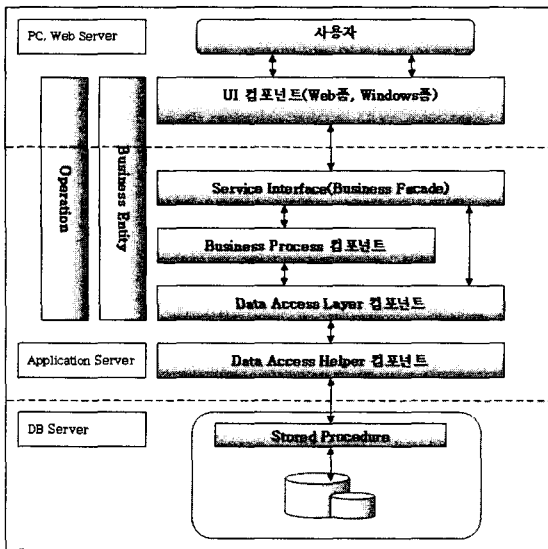 PC, Web Server
사용자
UI 컴포넌트(Web폼, Windows폼)
Operation
Business Entity
Service Interface(Business Facade)
Business Process 컴포넌트
Data Access Layer 컴포넌트
Application Server
Data Access Helper 컴포넌트
DB Server
Stored Procedure